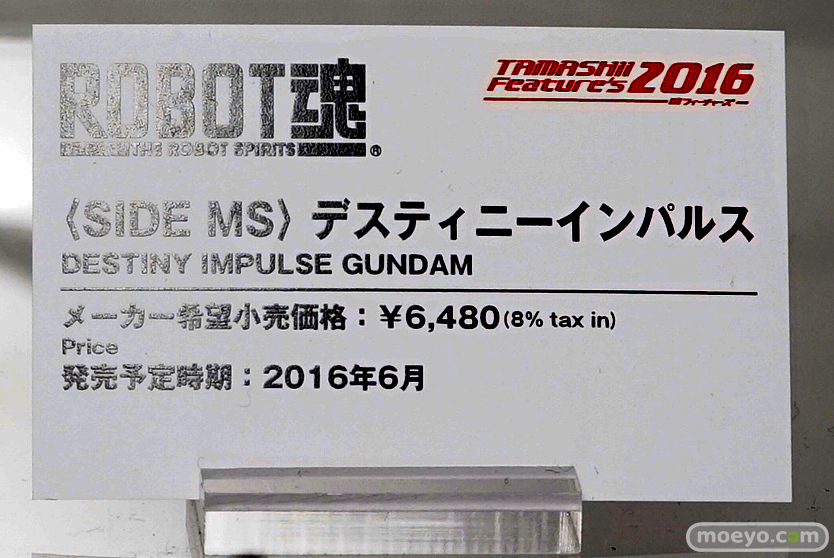 ROBOT魂
THE ROBOT SPIRITS®
TAMASHII
Feature's 2016
魂フィーチャーズ
〈SIDE MS〉 デスティニーインパルス
DESTINY IMPULSE GUNDAM
メーカー希望小売価格：¥6,480(8% tax in)
Price
発売予定時期：2016年6月
moeyo.com